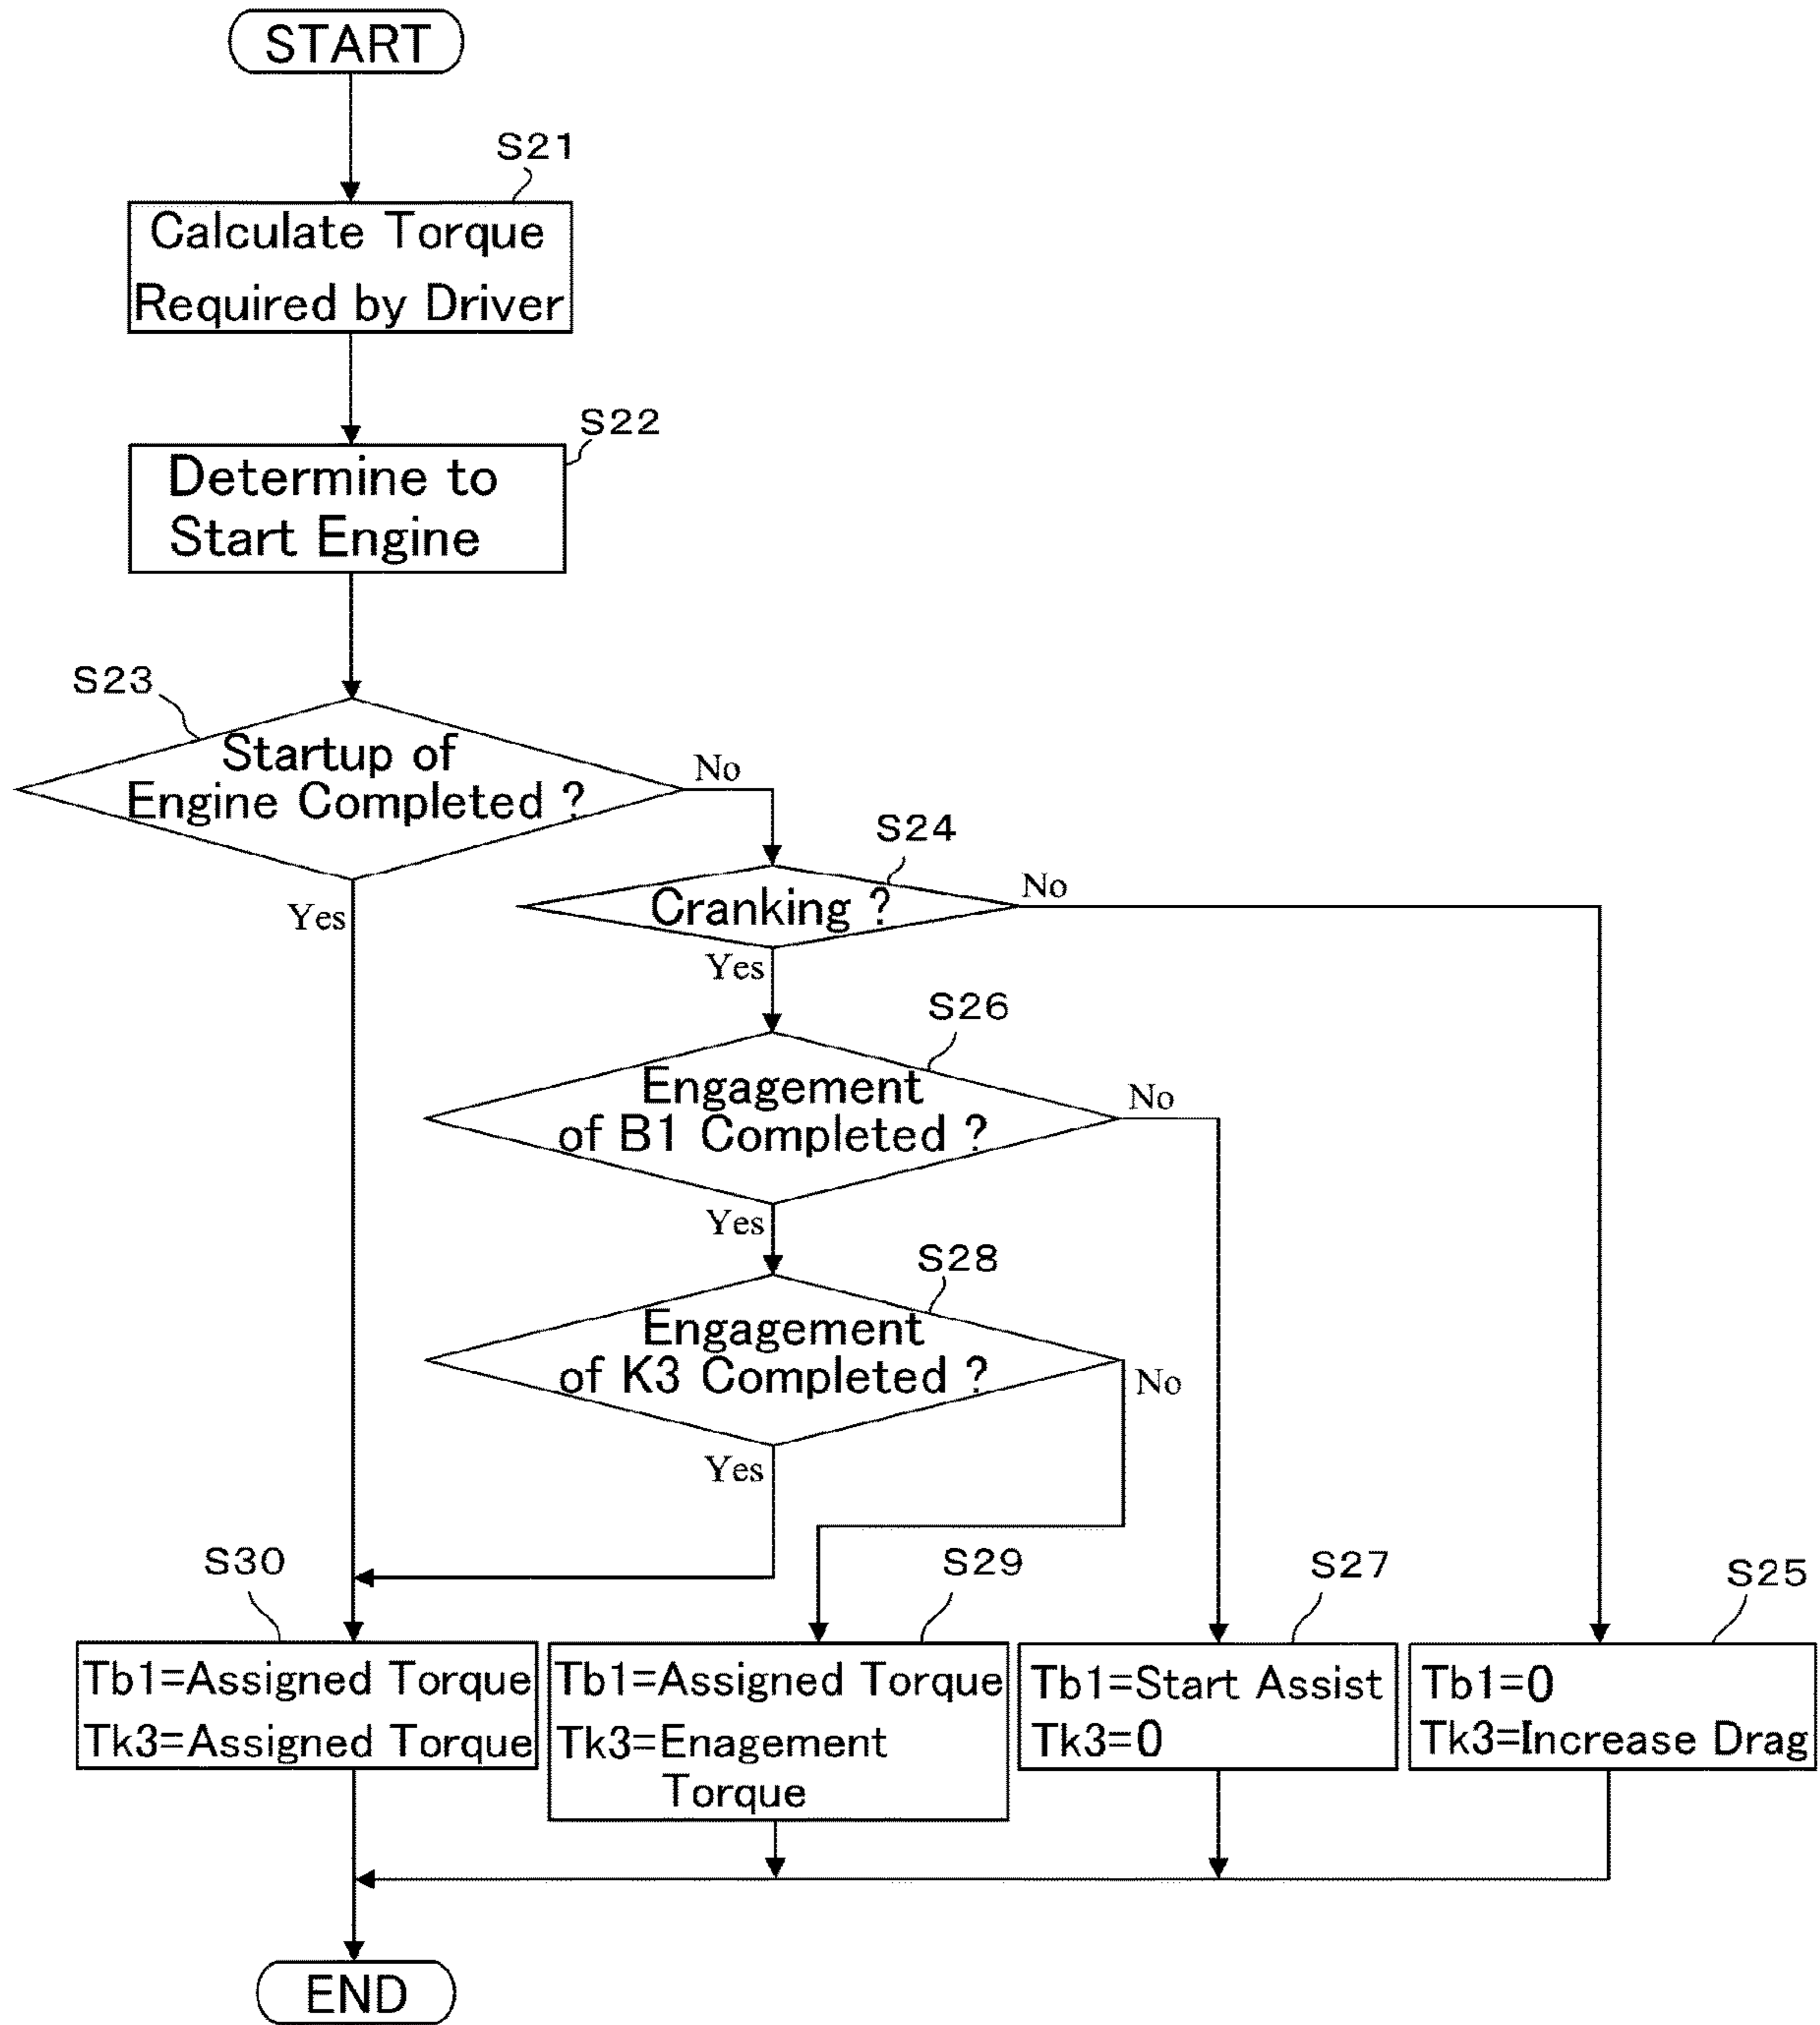 START
S21
Calculate Torque
Required by Driver
S22
Determine to
Start Engine
S23
Startup of
Engine Completed ?
No
Yes
S24
Cranking ?
No
Yes
S26
Engagement
of B1 Completed ?
No
Yes
S28
Engagement
of K3 Completed ?
No
Yes
S30
Tb1=Assigned Torque
Tk3=Assigned Torque
S29
Tb1=Assigned Torque
Tk3=Enagement
Torque
S27
Tb1=Start Assist
Tk3=0
S25
Tb1=0
Tk3=Increase Drag
END